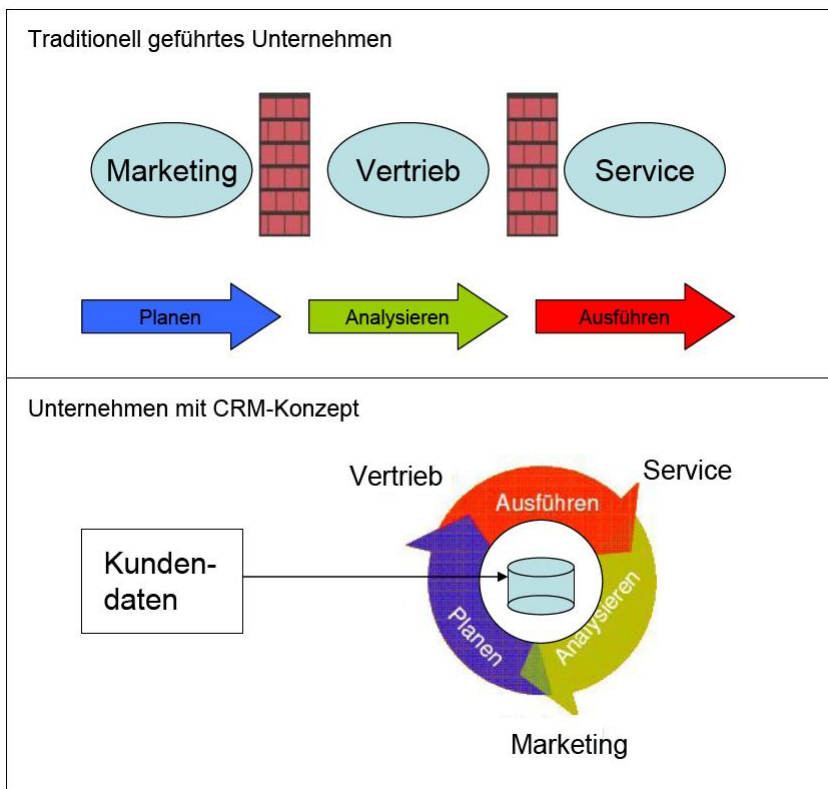 Traditionell geführtes Unternehmen
Marketing
Vertrieb
Service
Planen
Analysieren
Ausführen
Unternehmen mit CRM-Konzept
Vertrieb
Service
Ausführen
Kunden-
daten
Planen
Analysieren
Marketing